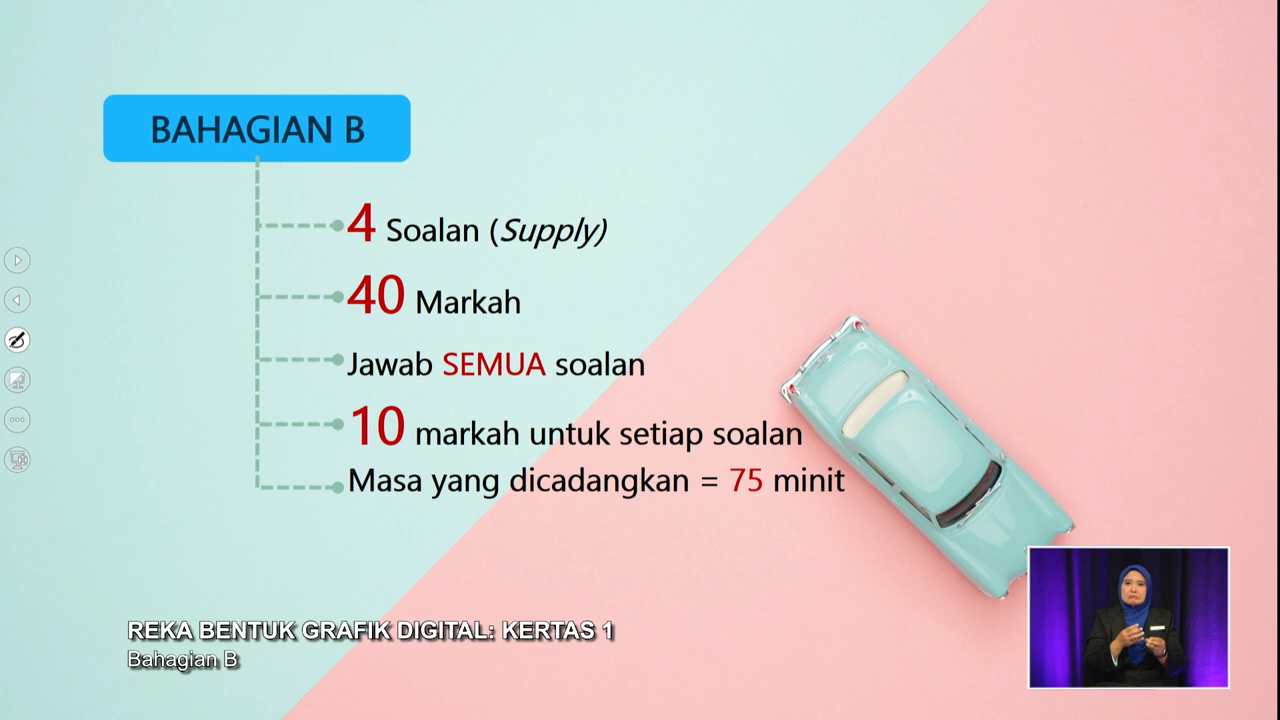 BAHAGIAN B
4 Soalan (Supply)
40 Markah
Jawab SEMUA soalan
10 markah untuk setiap soalan
Masa yang dicadangkan = 75 minit
REKA BENTUK GRAFIK DIGITAL: KERTAS 1
Bahagian B